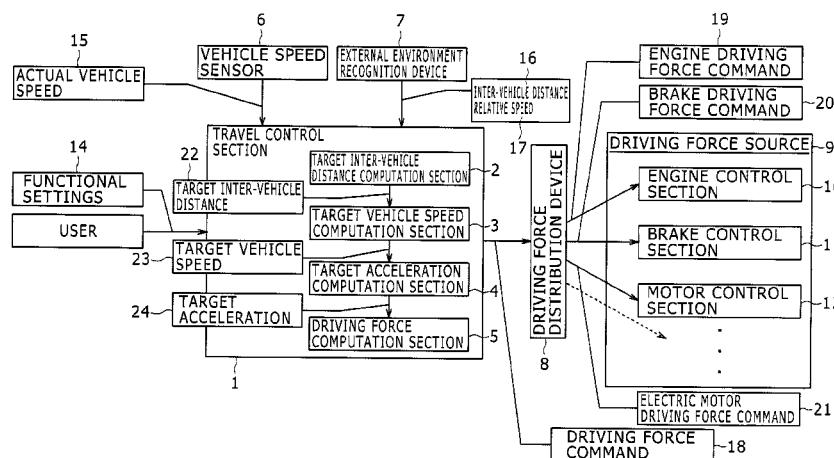 15
6
7
16
19
ACTUAL VEHICLE
SPEED
VEHICLE SPEED
SENSOR
EXTERNAL ENVIRONMENT
RECOGNITION DEVICE
INTER-VEHICLE DISTANCE
RELATIVE SPEED
17
ENGINE DRIVING
FORCE COMMAND
BRAKE DRIVING
FORCE COMMAND
20
14
FUNCTIONAL
SETTINGS
USER
TRAVEL CONTROL
SECTION
22
TARGET INTER-VEHICLE
DISTANCE
TARGET INTER-VEHICLE
DISTANCE COMPUTATION SECTION
2
TARGET VEHICLE SPEED
COMPUTATION SECTION
3
23
TARGET VEHICLE
SPEED
TARGET ACCELERATION
COMPUTATION SECTION
4
24
TARGET
ACCELERATION
DRIVING FORCE
COMPUTATION SECTION
5
1
DRIVING FORCE
DISTRIBUTION DEVICE
8
DRIVING FORCE SOURCE
9
ENGINE CONTROL
SECTION
BRAKE CONTROL
SECTION
MOTOR CONTROL
SECTION
ELECTRIC MOTOR
DRIVING FORCE COMMAND
21
DRIVING FORCE
COMMAND
18